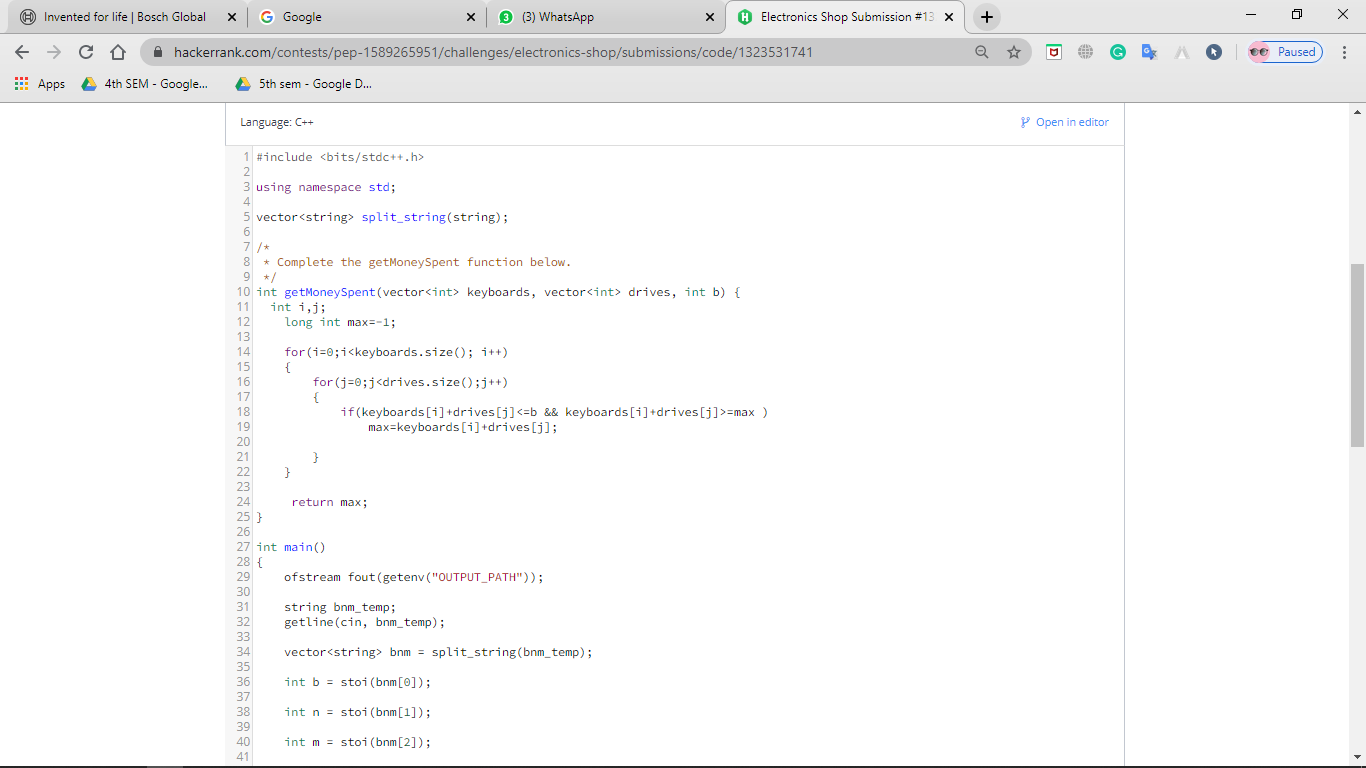 Invented for life | Bosch Global
Google
3 (3) WhatsApp
H Electronics Shop Submission #13
hackerrank.com/contests/pep-1589265951/challenges/electronics-shop/submissions/code/1323531741
Paused
Apps
4th SEM - Google...
5th sem - Google D...
Language: C++
Open in editor
1 #include <bits/stdc++.h>
2
3 using namespace std;
4
5 vector<string> split_string(string);
6
7 /*
8 * Complete the getMoneySpent function below.
9 */
10 int getMoneySpent(vector<int> keyboards, vector<int> drives, int b) {
11 int i,j;
12 long int max=-1;
13
14 for(i=0;i<keyboards.size(); i++)
15 {
16 for(j=0;j<drives.size();j++)
17 {
18 if(keyboards[i]+drives[j]<=b && keyboards[i]+drives[j]>=max )
19 max=keyboards[i]+drives[j];
20
21 }
22 }
23
24 return max;
25 }
26
27 int main()
28 {
29 ofstream fout(getenv("OUTPUT_PATH"));
30
31 string bnm_temp;
32 getline(cin, bnm_temp);
33
34 vector<string> bnm = split_string(bnm_temp);
35
36 int b = stoi(bnm[0]);
37
38 int n = stoi(bnm[1]);
39
40 int m = stoi(bnm[2]);
41